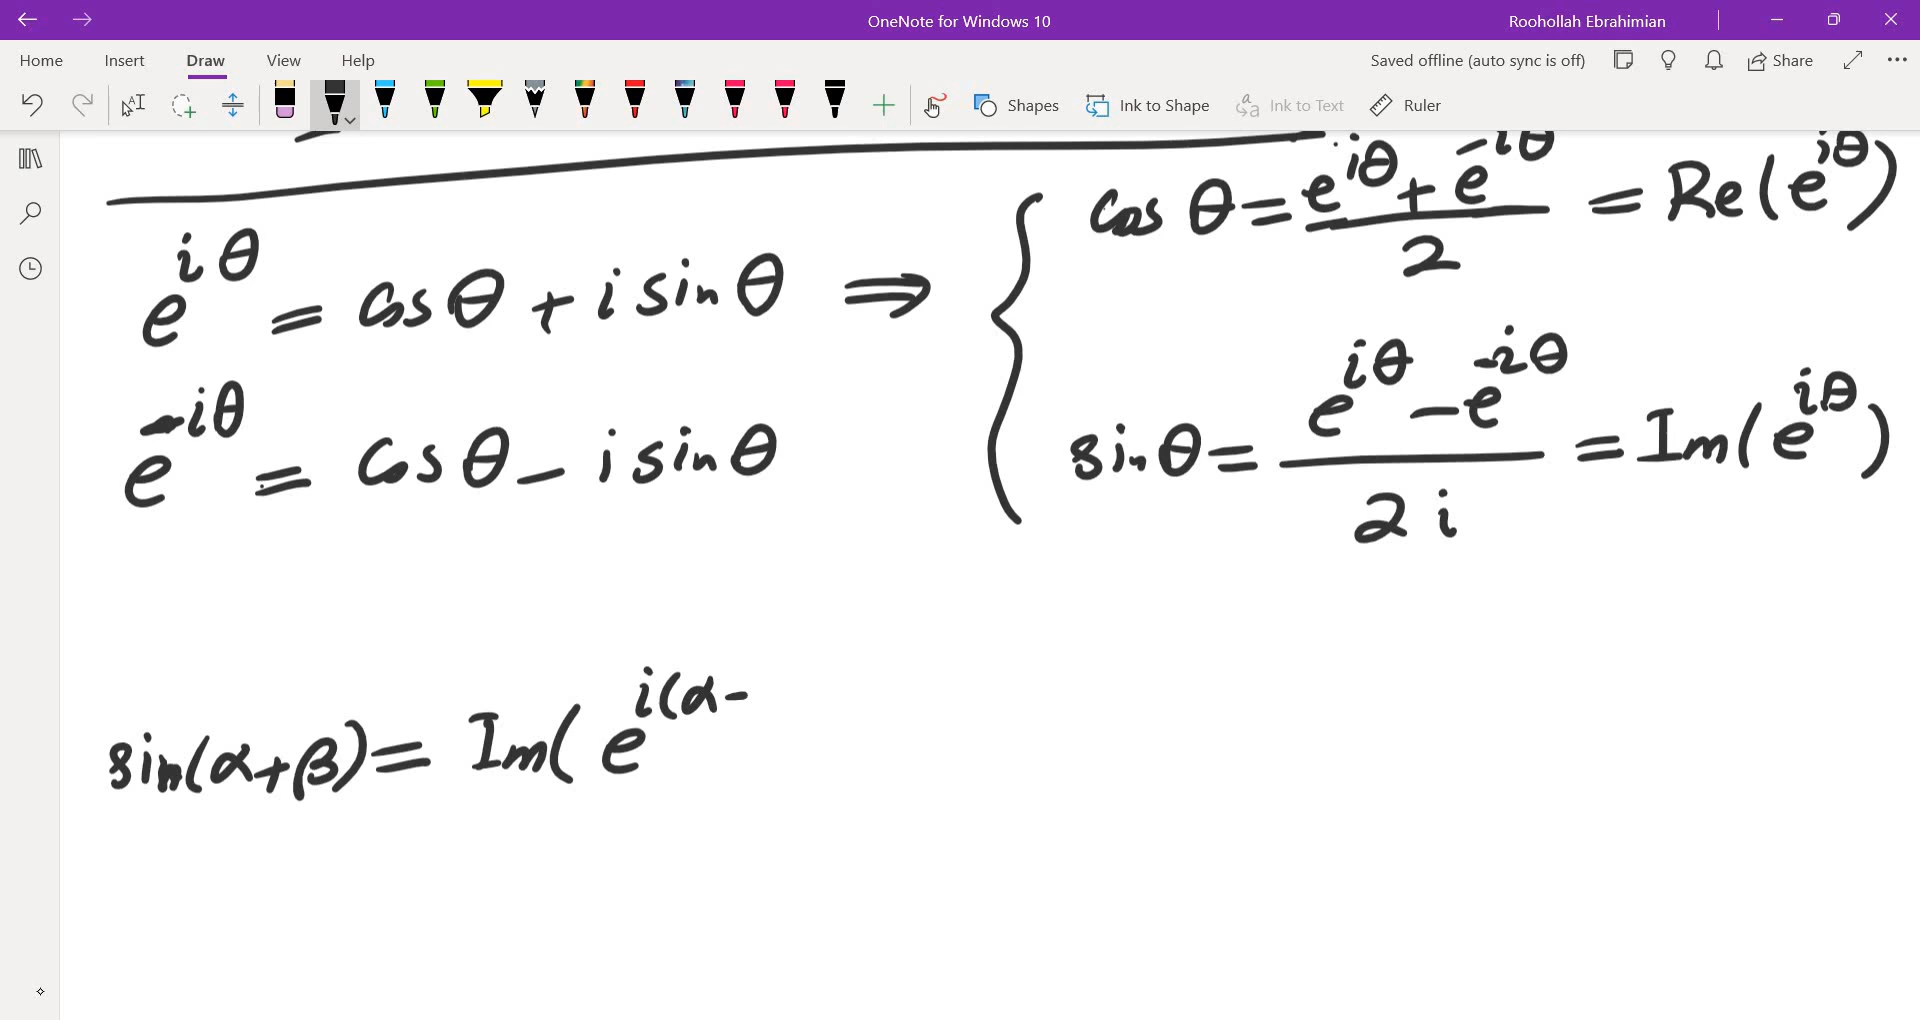 OneNote for Windows 10
Roohollah Ebrahimian
Home Insert Draw View Help
Saved offline (auto sync is off) Share
Shapes Ink to Shape Ink to Text Ruler
cos θ = (e^{iθ} + e^{-iθ})/2 = Re(e^{iθ})
e^{iθ} = cos θ + i sin θ ⇒
sin θ = (e^{iθ} - e^{-iθ})/(2i) = Im(e^{iθ})
e^{-iθ} = cos θ - i sin θ
sin(α+β) = Im( e^{i(α-